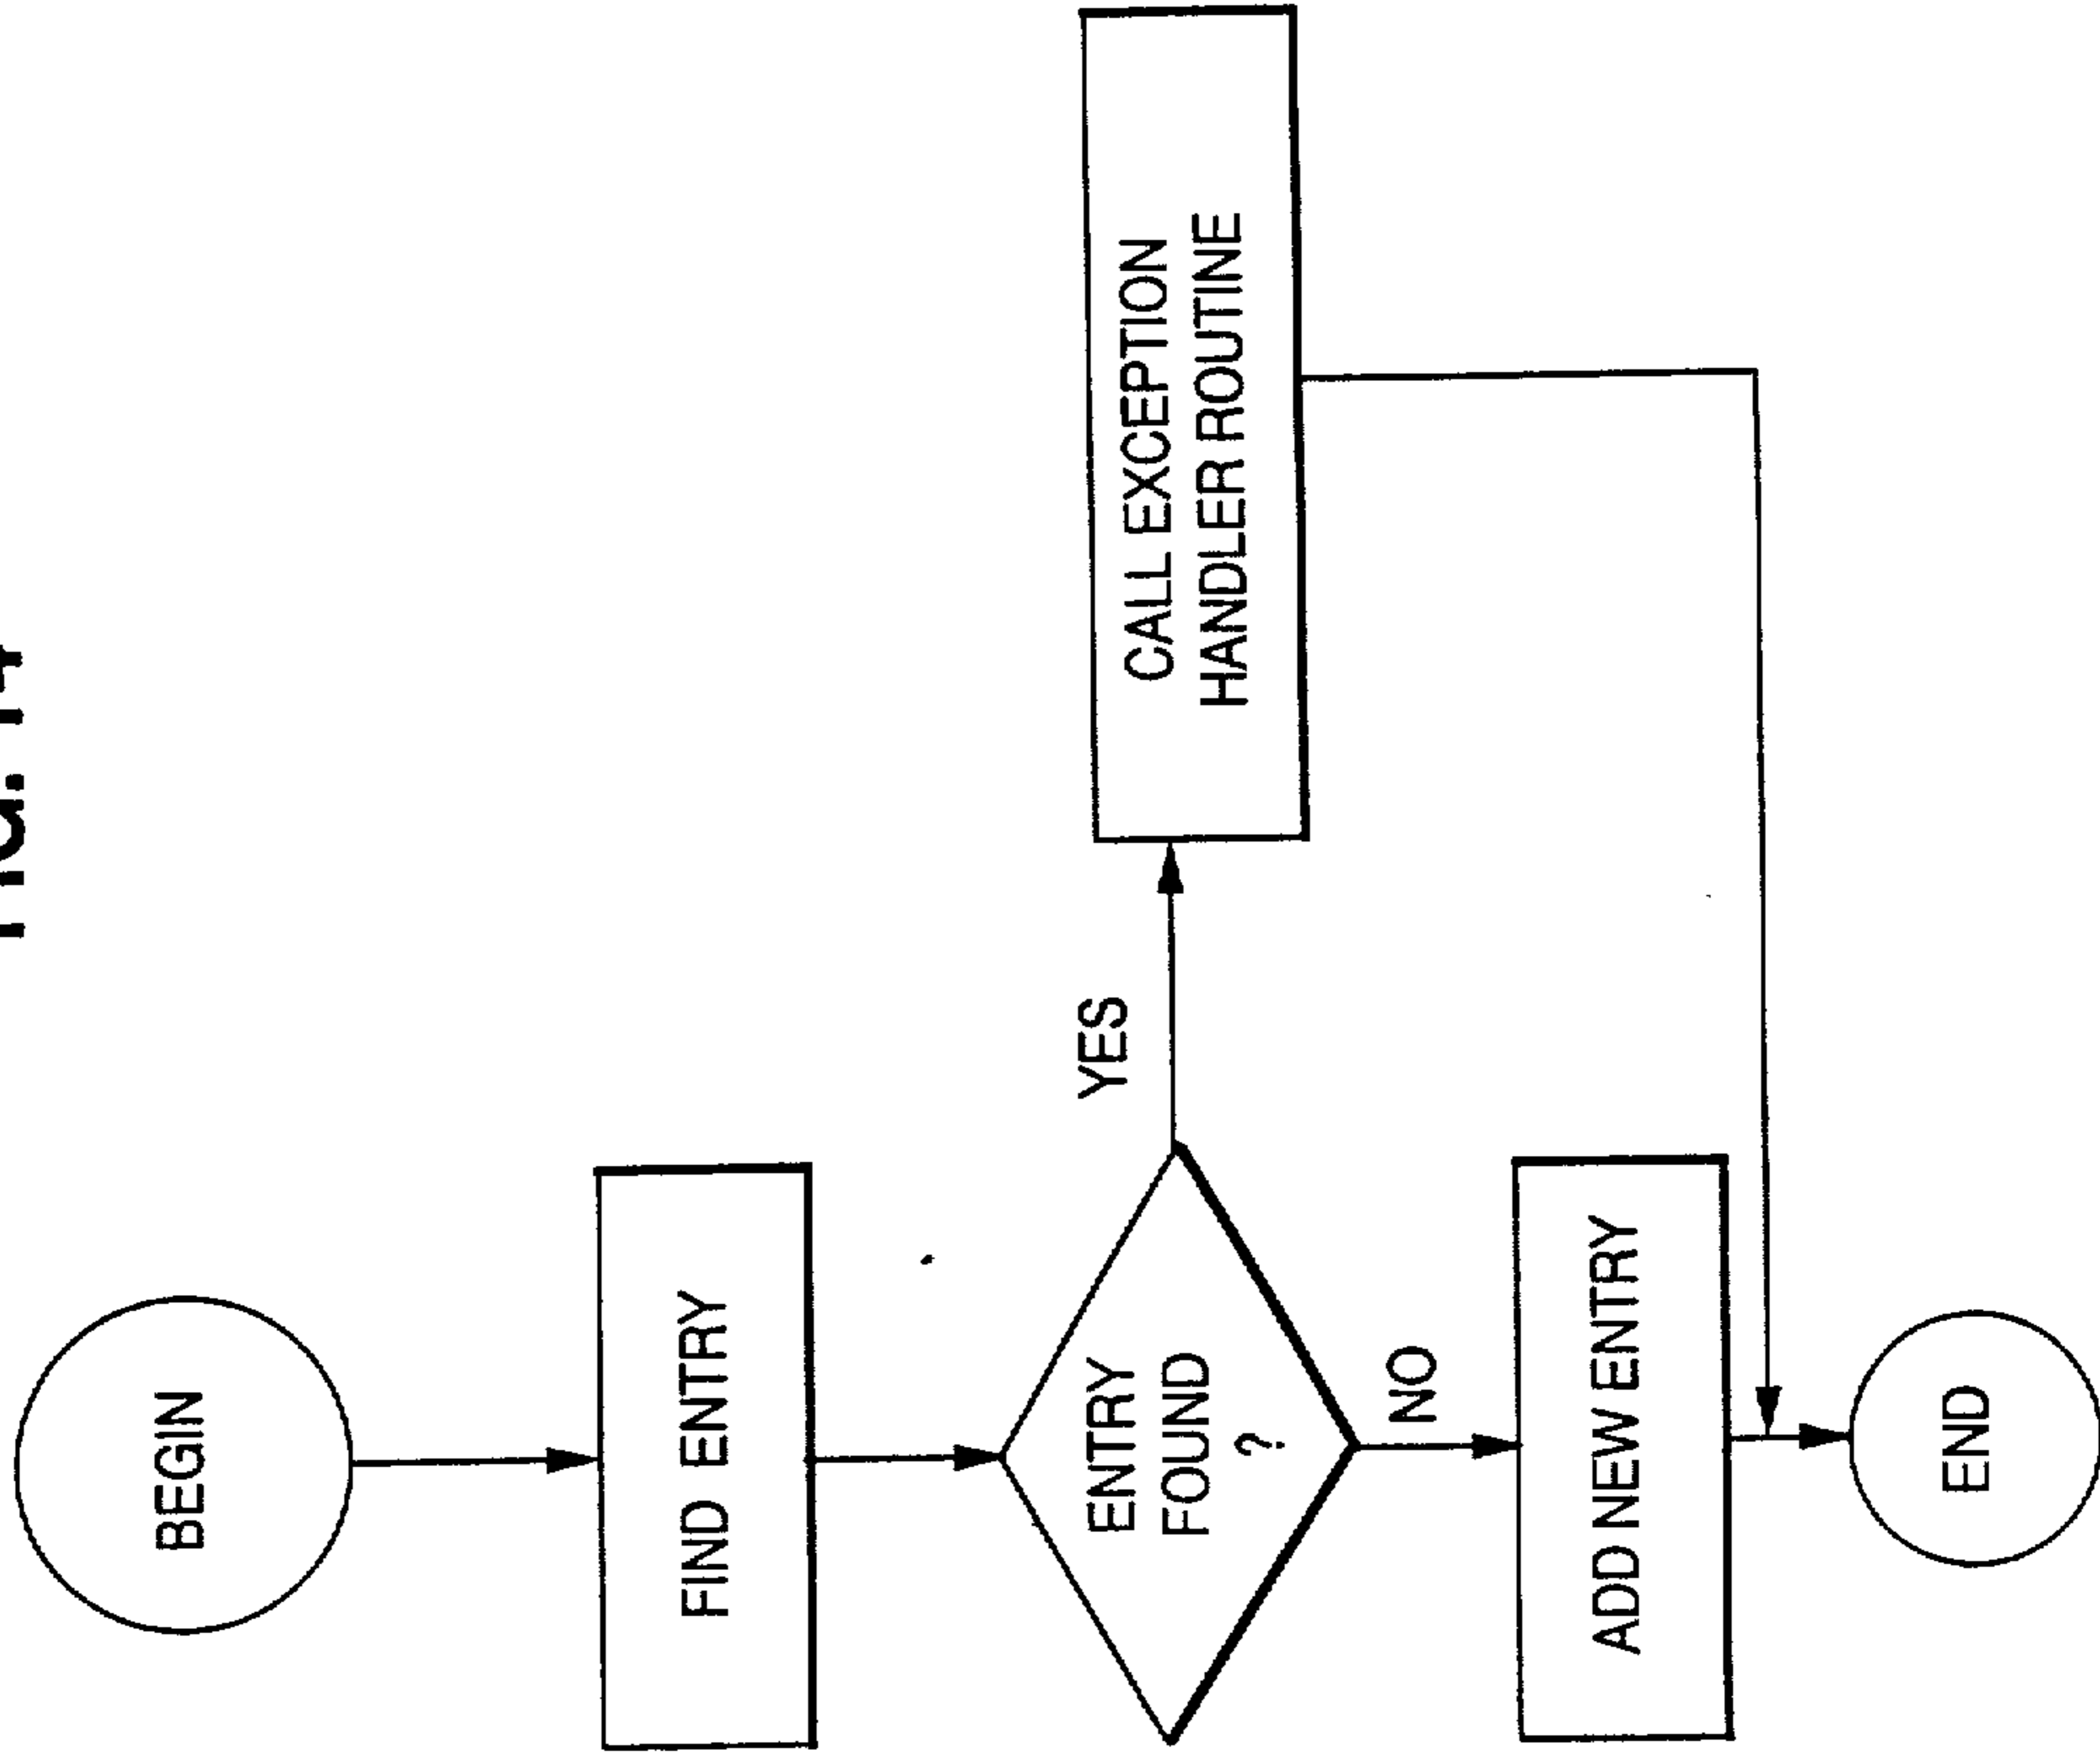 BEGIN
FIND ENTRY
ENTRY
FOUND
?
YES
CALL EXCEPTION
HANDLER ROUTINE
NO
ADD NEW ENTRY
END